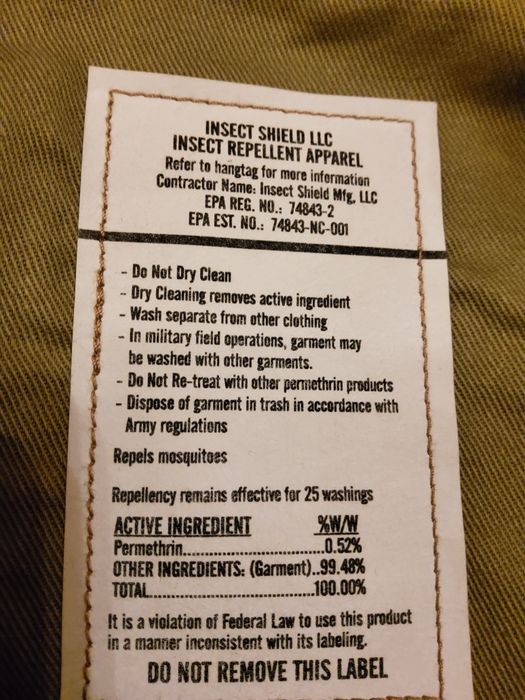 INSECT SHIELD LLC
INSECT REPELLENT APPAREL
Refer to hangtag for more information
Contractor Name: Insect Shield Mfg, LLC
EPA REG. NO.: 74843-2
EPA EST. NO.: 74843-NC-001
- Do Not Dry Clean
- Dry Cleaning removes active ingredient
- Wash separate from other clothing
- In military field operations, garment may
be washed with other garments.
- Do Not Re-treat with other permethrin products
- Dispose of garment in trash in accordance with
Army regulations
Repels mosquitoes
Repellency remains effective for 25 washings
ACTIVE INGREDIENT %W/W
Permethrin..............................0.52%
OTHER INGREDIENTS: (Garment)..99.48%
TOTAL....................................100.00%
It is a violation of Federal Law to use this product
in a manner inconsistent with its labeling.
DO NOT REMOVE THIS LABEL